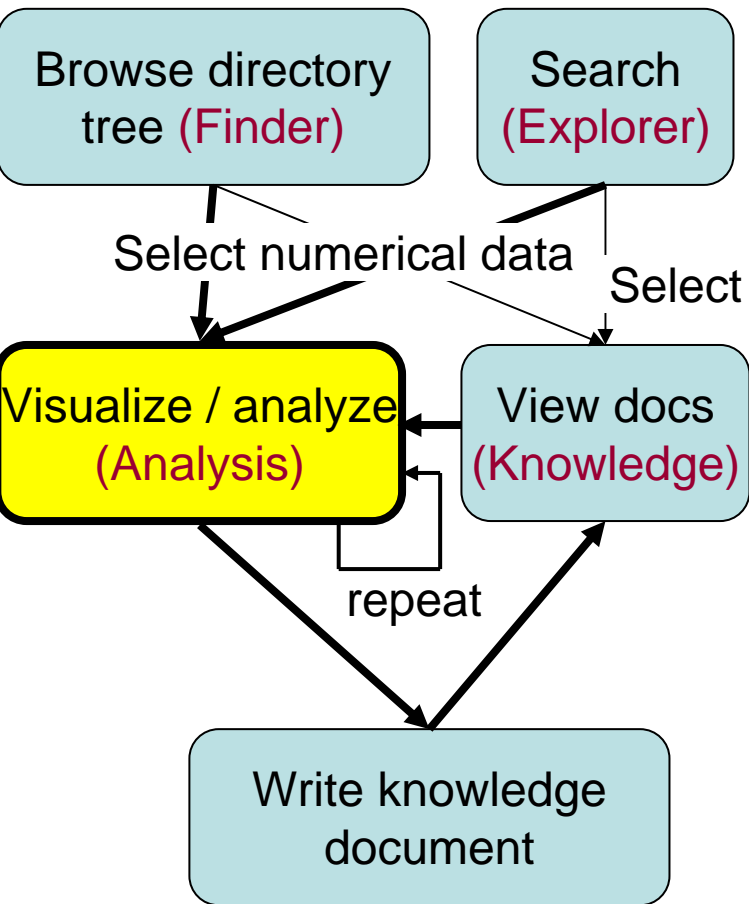 Browse directory
tree (Finder)
Search
(Explorer)
Select numerical data
Select
Visualize / analyze
(Analysis)
View docs
(Knowledge)
repeat
Write knowledge
document